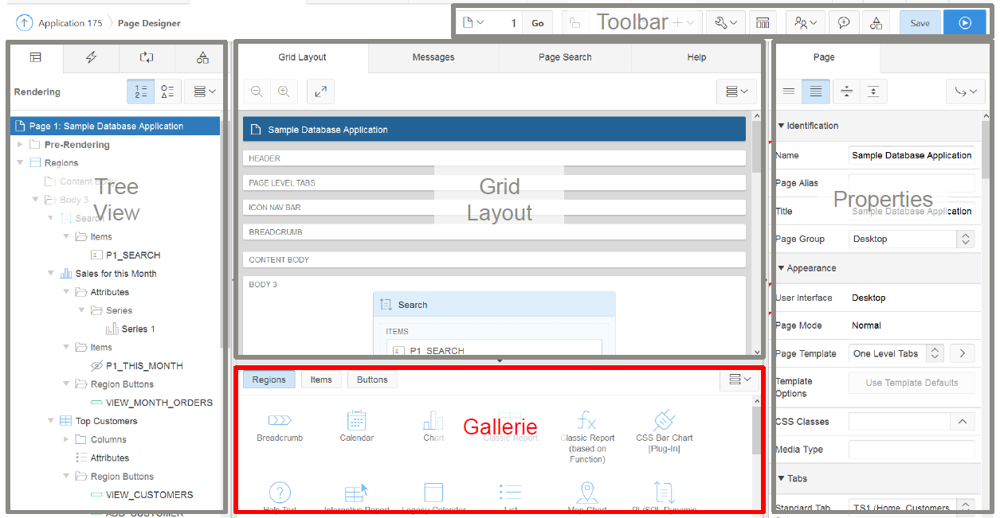 Application 175
Page Designer
1
Go
Toolbar
Save
Rendering
Page 1: Sample Database Application
Pre-Rendering
Regions
Content Body
Body 3
Search
Items
P1_SEARCH
Sales for this Month
Attributes
Series
Series 1
Items
P1_THIS_MONTH
Region Buttons
VIEW_MONTH_ORDERS
Top Customers
Columns
Attributes
Region Buttons
VIEW_CUSTOMERS
ADD_CUSTOMER
Tree
View
Grid Layout
Messages
Page Search
Help
Sample Database Application
HEADER
PAGE LEVEL TABS
ICON NAV BAR
BREADCRUMB
CONTENT BODY
BODY 3
Search
ITEMS
P1_SEARCH
Grid
Layout
Regions
Items
Buttons
Breadcrumb
Calendar
Chart
Classic Report
Classic Report
(based on
Function)
CSS Bar Chart
[Plug-In]
Help Text
Interactive Report
Legacy Calendar
List
Map Chart
PL/SQL Dynamic
Gallerie
Page
Identification
Name
Sample Database Application
Page Alias
Title
Sample Database Application
Page Group
Desktop
Properties
Appearance
User Interface
Desktop
Page Mode
Normal
Page Template
One Level Tabs
Template
Options
Use Template Defaults
CSS Classes
Media Type
Tabs
Standard Tab
TS1 (Home, Customers,